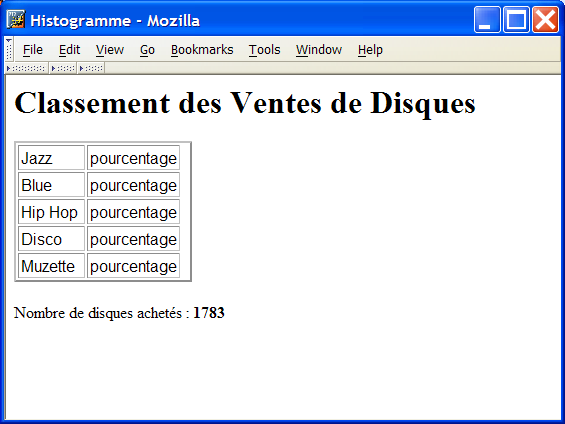 Histogramme - Mozilla
File Edit View Go Bookmarks Tools Window Help
Classement des Ventes de Disques
Jazz pourcentage
Blue pourcentage
Hip Hop pourcentage
Disco pourcentage
Muzette pourcentage
Nombre de disques achetés : 1783